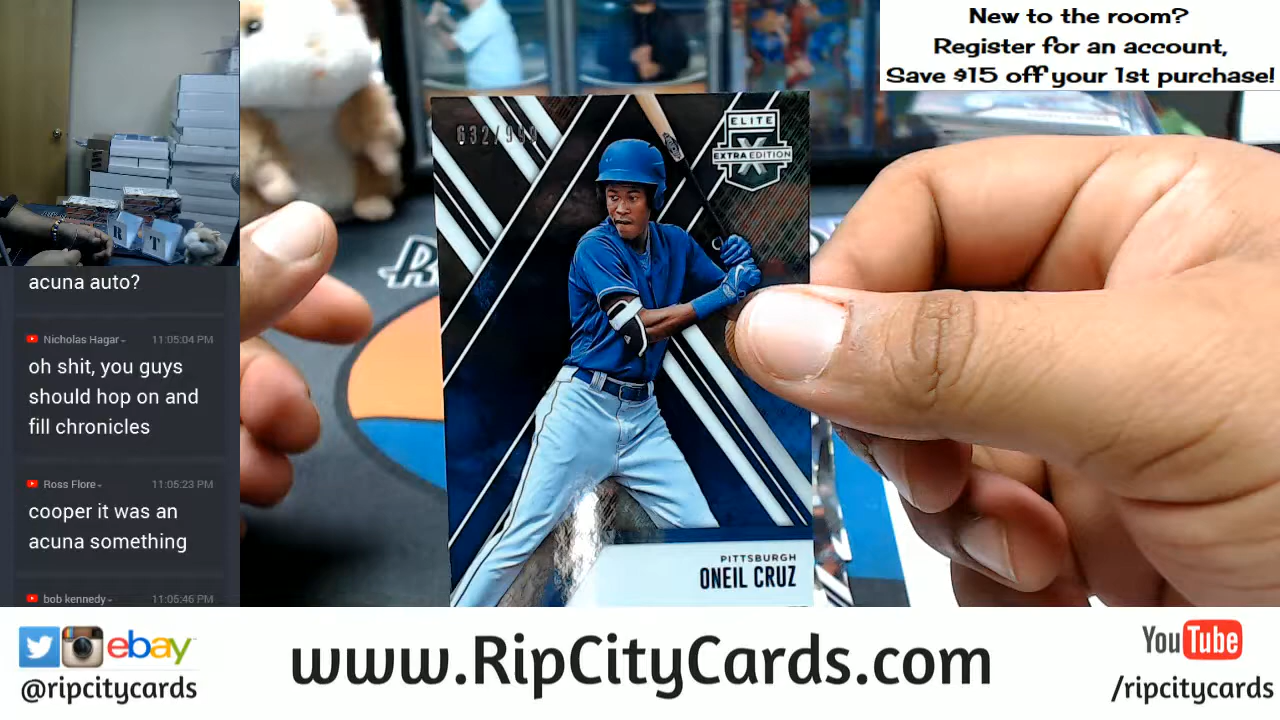 New to the room?
Register for an account,
Save $15 off your 1st purchase!
R T
acuna auto?
Nicholas Hagar 11:05:04 PM
oh shit, you guys
should hop on and
fill chronicles
Ross Flore 11:05:23 PM
cooper it was an
acuna something
bob kennedy 11:05:46 PM
632/999
ELITE
X
EXTRA EDITION
PITTSBURGH
ONEIL CRUZ
ebay
@ripcitycards
www.RipCityCards.com
YouTube
/ripcitycards